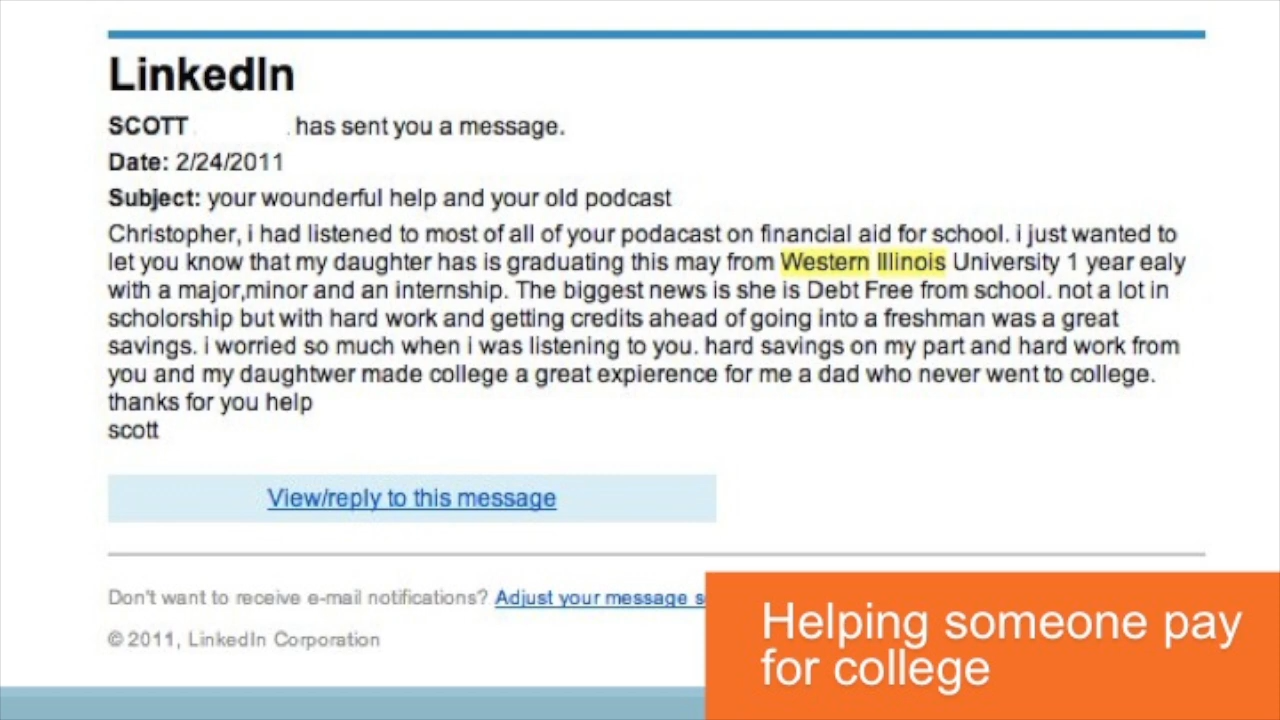 LinkedIn
SCOTT has sent you a message.
Date: 2/24/2011
Subject: your wounderful help and your old podcast
Christopher, i had listened to most of all of your podacast on financial aid for school. i just wanted to
let you know that my daughter has is graduating this may from Western Illinois University 1 year ealy
with a major,minor and an internship. The biggest news is she is Debt Free from school. not a lot in
scholorship but with hard work and getting credits ahead of going into a freshman was a great
savings. i worried so much when i was listening to you. hard savings on my part and hard work from
you and my daughtwer made college a great expierence for me a dad who never went to college.
thanks for you help
scott
View/reply to this message
Don't want to receive e-mail notifications? Adjust your message s
© 2011, LinkedIn Corporation
Helping someone pay
for college